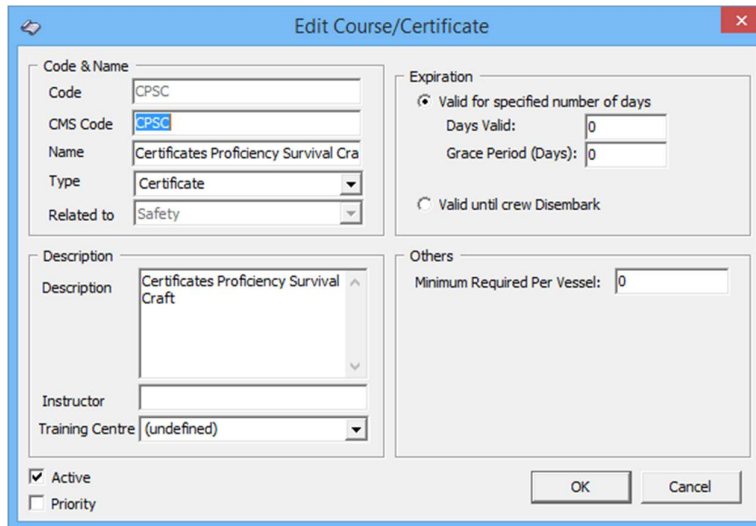 Edit Course/Certificate
Code & Name
Code CPSC
CMS Code CPSC
Name Certificates Proficiency Survival Cra
Type Certificate
Related to Safety
Expiration
Valid for specified number of days
Days Valid: 0
Grace Period (Days): 0
Valid until crew Disembark
Description
Description Certificates Proficiency Survival
Craft
Instructor
Training Centre (undefined)
Others
Minimum Required Per Vessel: 0
Active
Priority
OK Cancel